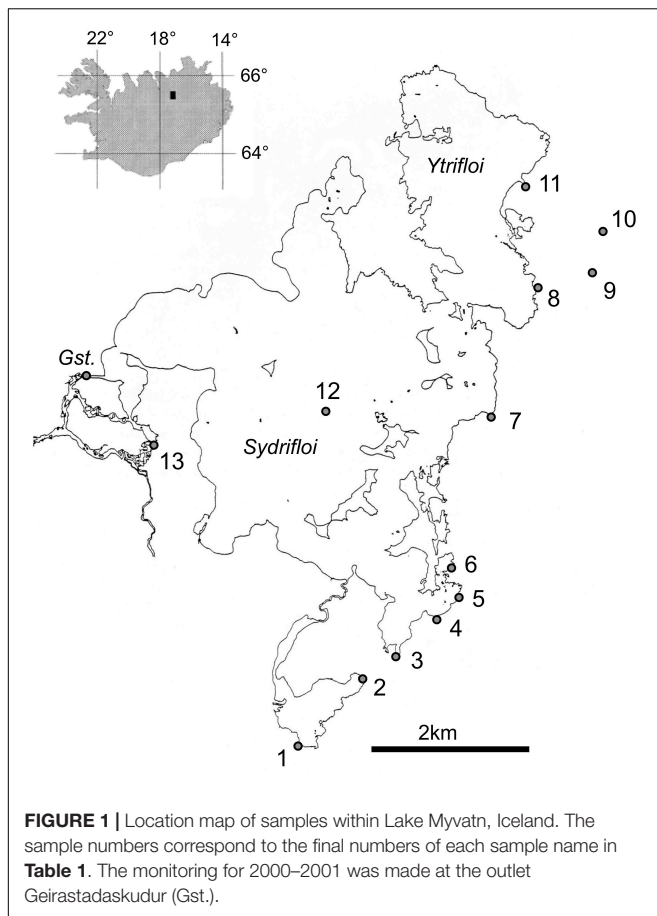 22° 18° 14°
66°
64°
Ytrifloi
11
10
9
8
Gst.
12
7
13
Sydrifloi
6
5
4
3
2
2km
1
FIGURE 1 | Location map of samples within Lake Myvatn, Iceland. The
sample numbers correspond to the final numbers of each sample name in
Table 1. The monitoring for 2000–2001 was made at the outlet
Geirastadaskudur (Gst.).